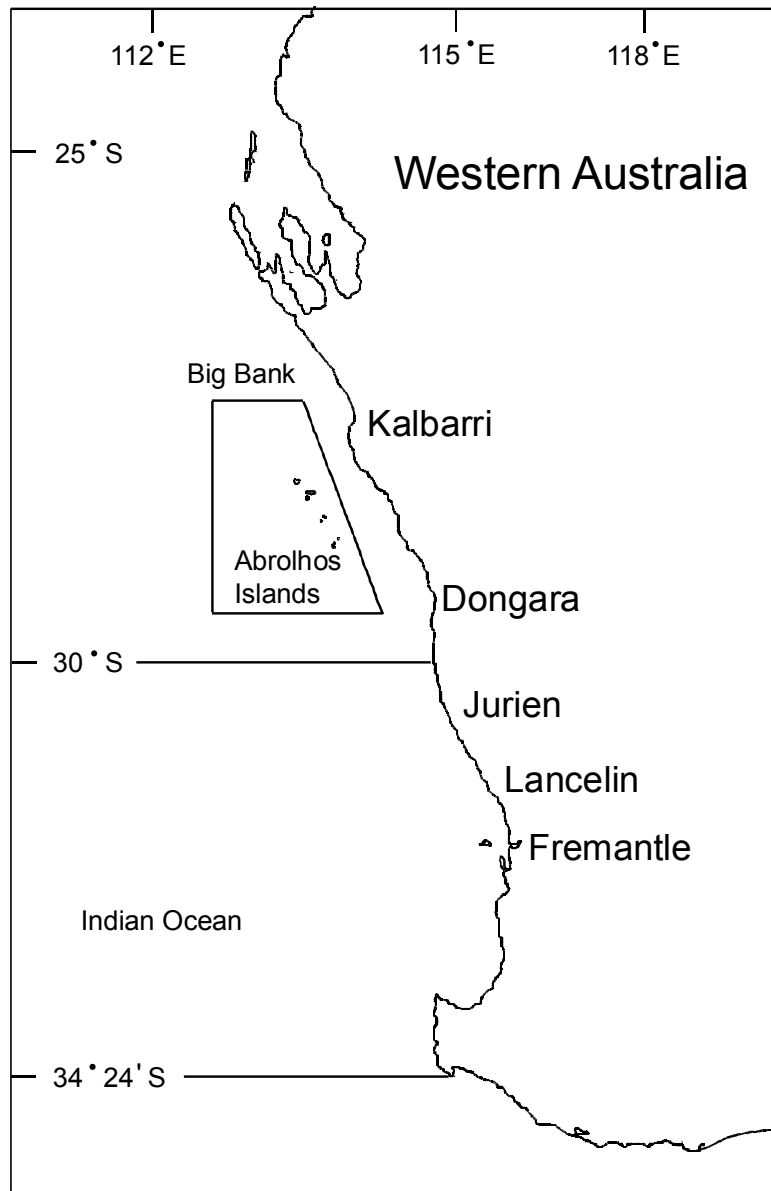 112°E
115°E
118°E
25°S
Western Australia
Big Bank
Kalbarri
Abrolhos
Islands
Dongara
30°S
Jurien
Lancelin
Fremantle
Indian Ocean
34°24'S